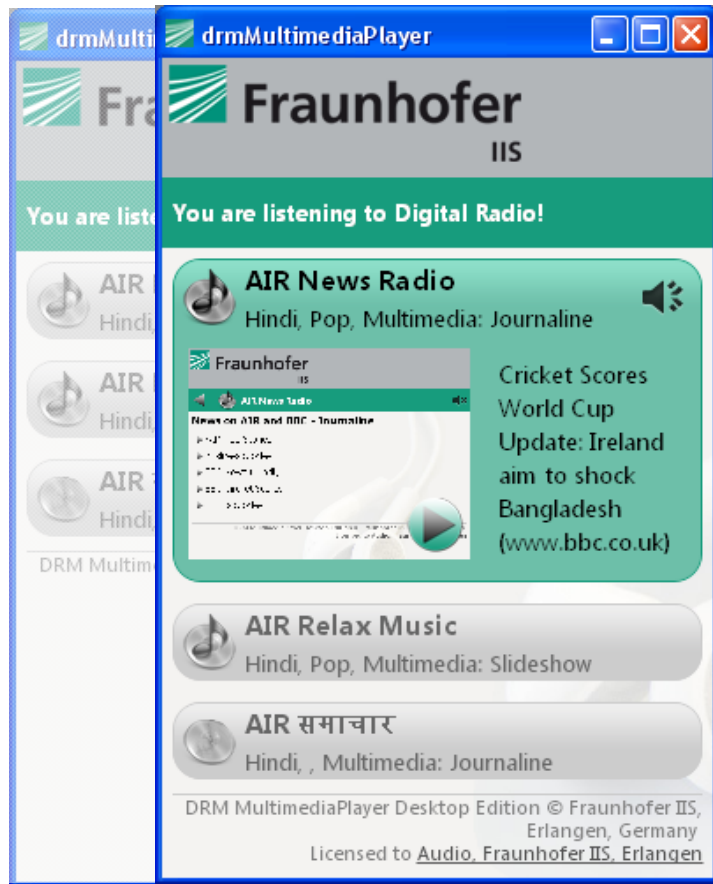 drmMulti
Fra
You are liste
AIR
Hindi,
AIR
Hindi,
AIR
Hindi,
DRM Multim
drmMultimediaPlayer
Fraunhofer
IIS
You are listening to Digital Radio!
AIR News Radio
Hindi, Pop, Multimedia: Journaline
Fraunhofer
IIS
AIR News Radio
News on AIR and BBC - Journaline
Cricket Scores
World Cup
Update: Ireland
aim to shock
Bangladesh
(www.bbc.co.uk)
AIR Relax Music
Hindi, Pop, Multimedia: Slideshow
AIR समाचार
Hindi, , Multimedia: Journaline
DRM MultimediaPlayer Desktop Edition © Fraunhofer IIS,
Erlangen, Germany
Licensed to Audio, Fraunhofer IIS, Erlangen